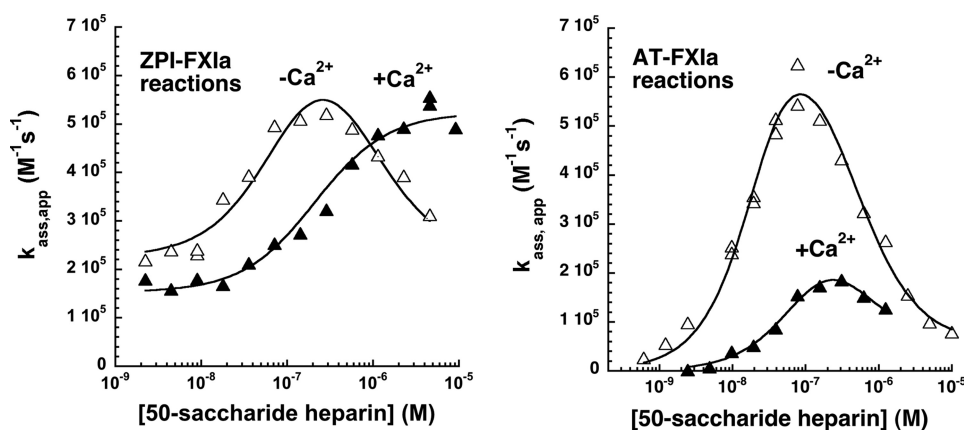 ZPI-FXIa
reactions
-Ca²⁺ +Ca²⁺
7 10⁵
6 10⁵
5 10⁵
4 10⁵
3 10⁵
2 10⁵
1 10⁵
0
k ass,app (M⁻¹s⁻¹)
10⁻⁹ 10⁻⁸ 10⁻⁷ 10⁻⁶ 10⁻⁵
[50-saccharide heparin] (M)
AT-FXIa
reactions
-Ca²⁺
+Ca²⁺
7 10⁵
6 10⁵
5 10⁵
4 10⁵
3 10⁵
2 10⁵
1 10⁵
0
k ass, app (M⁻¹s⁻¹)
10⁻⁹ 10⁻⁸ 10⁻⁷ 10⁻⁶ 10⁻⁵
[50-saccharide heparin] (M)